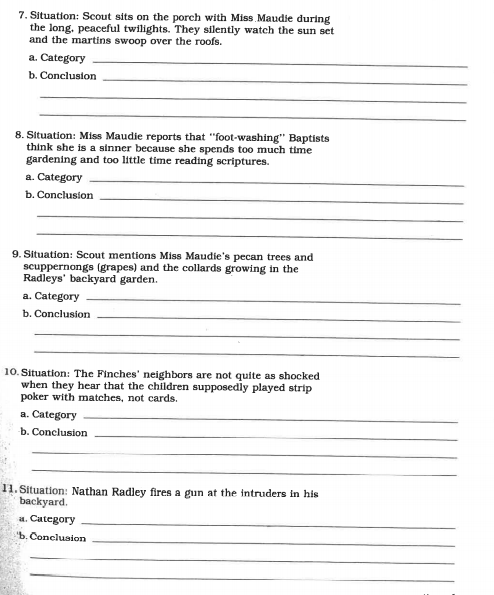 7. Situation: Scout sits on the porch with Miss Maudie during
the long, peaceful twilights. They silently watch the sun set
and the martins swoop over the roofs.
a. Category
b. Conclusion
8. Situation: Miss Maudie reports that "foot-washing" Baptists
think she is a sinner because she spends too much time
gardening and too little time reading scriptures.
a. Category
b. Conclusion
9. Situation: Scout mentions Miss Maudie's pecan trees and
scuppernongs (grapes) and the collards growing in the
Radleys' backyard garden.
a. Category
b. Conclusion
10. Situation: The Finches' neighbors are not quite as shocked
when they hear that the children supposedly played strip
poker with matches, not cards.
a. Category
b. Conclusion
11. Situation: Nathan Radley fires a gun at the intruders in his
backyard.
a. Category
b. Conclusion